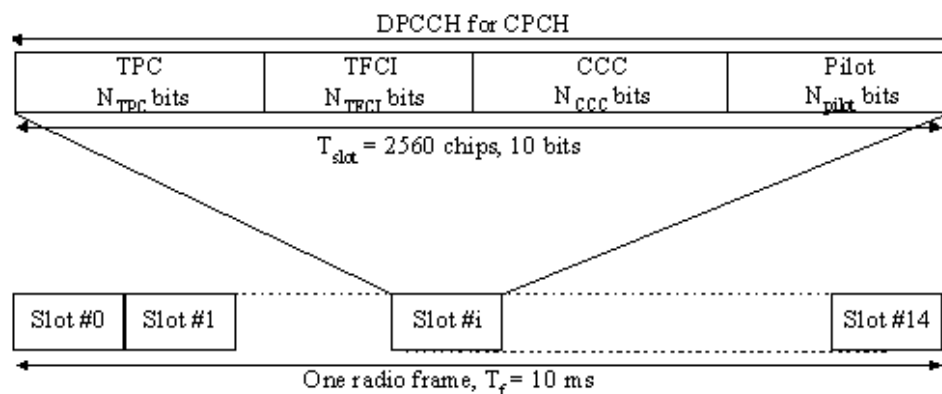 DPCCH for CPCH
TPC TFCI CCC Pilot
N_TPC bits N_TFCI bits N_CCC bits N_pilot bits
T_slot = 2560 chips, 10 bits
Slot #0 Slot #1 Slot #i Slot #14
One radio frame, T_f = 10 ms